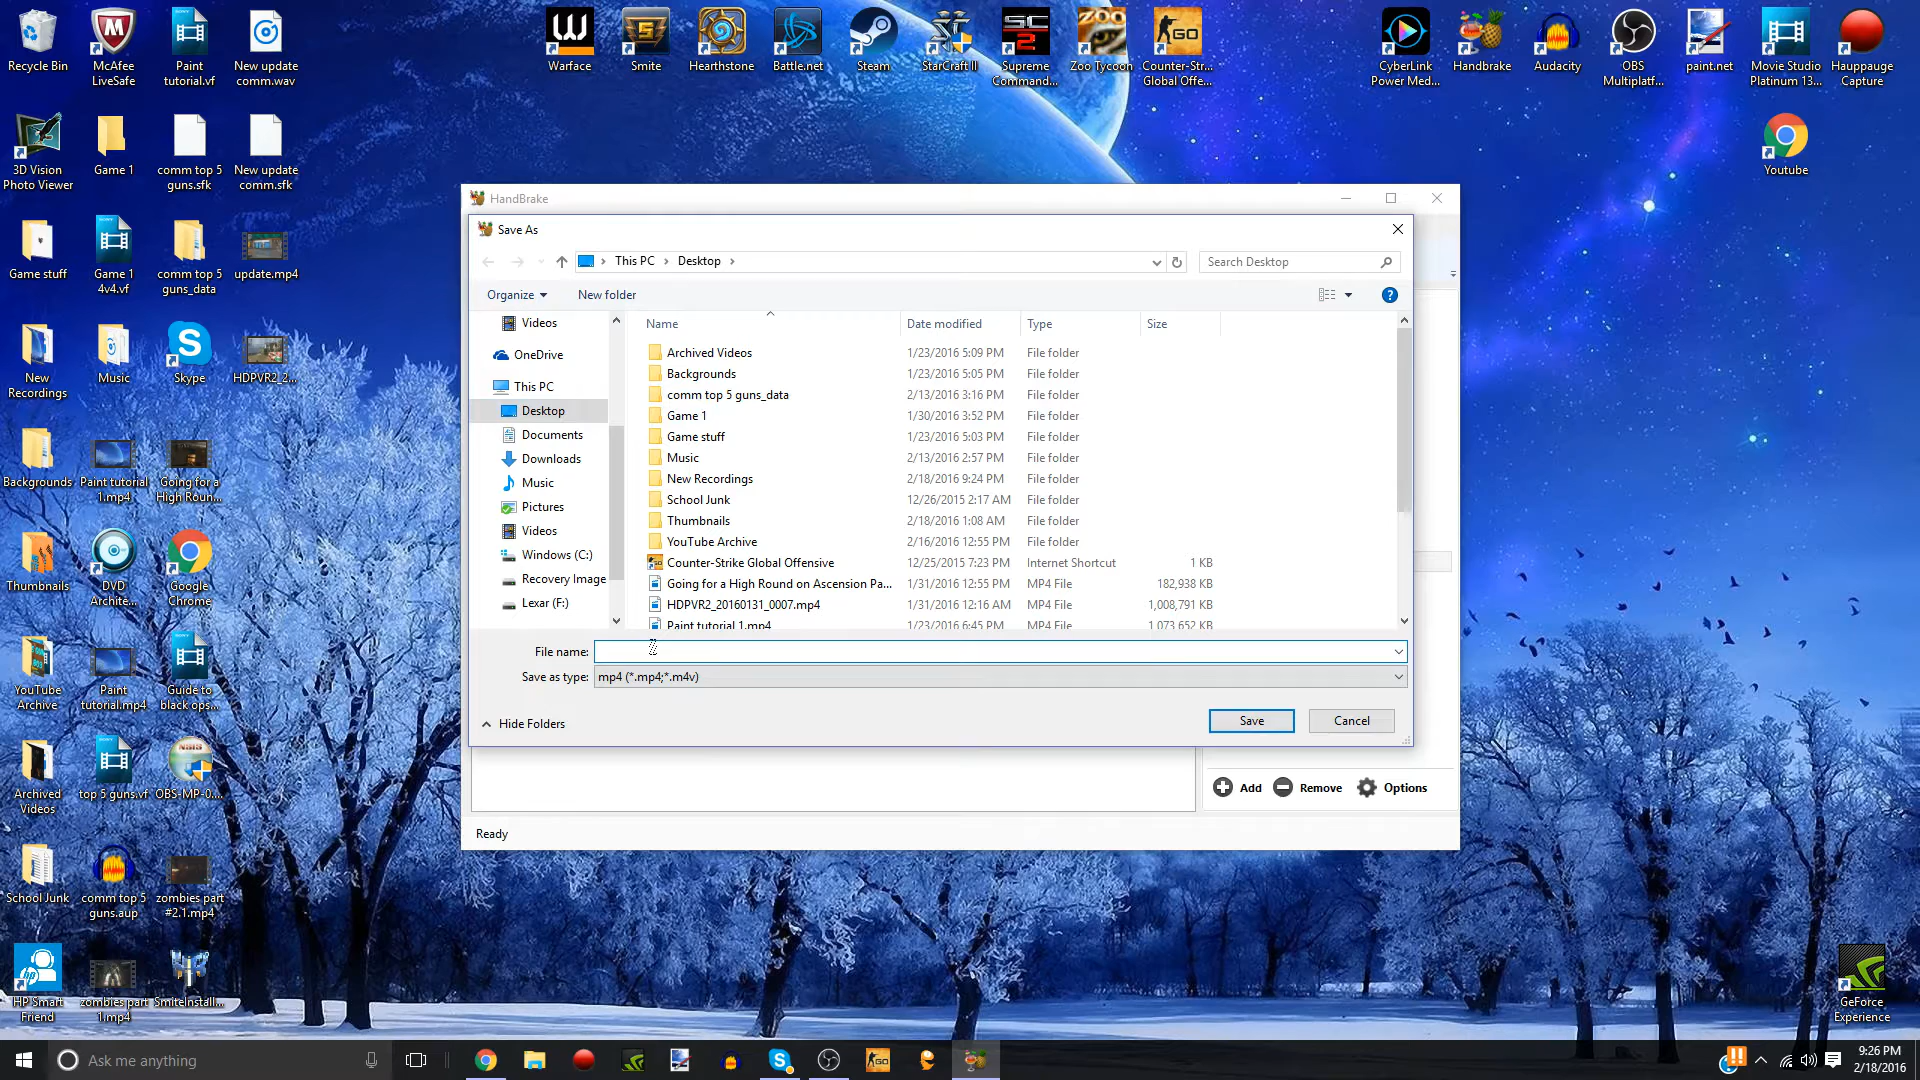 Recycle Bin
McAfee
LiveSafe
Paint
tutorial.vf
New update
comm.wav
Warface
Smite
Hearthstone
Battle.net
Steam
StarCraft II
Supreme
Command...
Zoo Tycoon
Counter-Str...
Global Offe...
CyberLink
Power Med...
Handbrake
Audacity
OBS
Multiplatf...
paint.net
Movie Studio
Platinum 13...
Hauppauge
Capture
3D Vision
Photo Viewer
Game 1
comm top 5
guns.sfk
New update
comm.sfk
Youtube
Game stuff
Game 1
4v4.vf
comm top 5
guns_data
update.mp4
New
Recordings
Music
Skype
HDPVR2_2...
Backgrounds
Paint tutorial
1.mp4
Going for a
High Roun...
Thumbnails
DVD
Archite...
Google
Chrome
YouTube
Archive
Paint
tutorial.mp4
Guide to
black ops...
Archived
Videos
top 5 guns.vf
OBS-MP-0....
School Junk
comm top 5
guns.aup
zombies part
#2.1.mp4
HP Smart
Friend
zombies part
1.mp4
SmiteInstall...
GeForce
Experience
HandBrake
Save As
This PC
Desktop
Search Desktop
Organize
New folder
Videos
OneDrive
This PC
Desktop
Documents
Downloads
Music
Pictures
Videos
Windows (C:)
Recovery Image
Lexar (F:)
Name Date modified Type Size
Archived Videos 1/23/2016 5:09 PM File folder
Backgrounds 1/23/2016 5:05 PM File folder
comm top 5 guns_data 2/13/2016 3:16 PM File folder
Game 1 1/30/2016 3:52 PM File folder
Game stuff 1/23/2016 5:03 PM File folder
Music 2/13/2016 2:57 PM File folder
New Recordings 2/18/2016 9:24 PM File folder
School Junk 12/26/2015 2:17 AM File folder
Thumbnails 2/18/2016 1:08 AM File folder
YouTube Archive 2/16/2016 12:55 PM File folder
Counter-Strike Global Offensive 12/25/2015 7:23 PM Internet Shortcut 1 KB
Going for a High Round on Ascension Pa... 1/31/2016 12:55 PM MP4 File 182,938 KB
HDPVR2_20160131_0007.mp4 1/31/2016 12:16 AM MP4 File 1,008,791 KB
Paint tutorial 1.mp4 1/23/2016 6:45 PM MP4 File 1,073,652 KB
File name:
Save as type: mp4 (*.mp4;*.m4v)
Hide Folders
Save
Cancel
Add
Remove
Options
Ready
Ask me anything
9:26 PM
2/18/2016